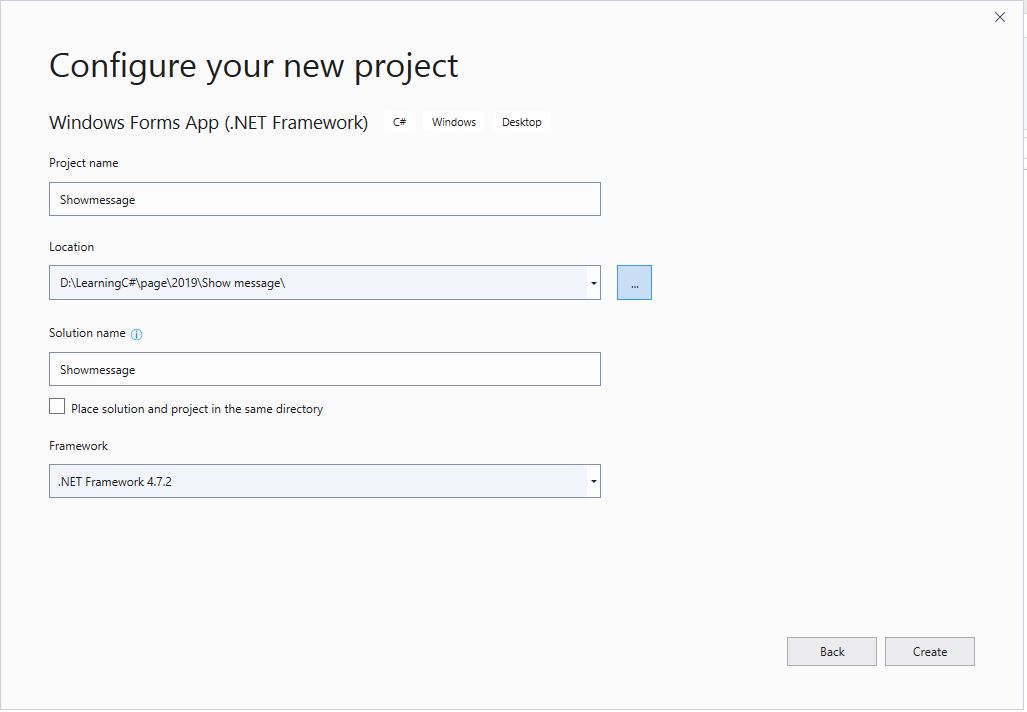 Configure your new project
Windows Forms App (.NET Framework) C# Windows Desktop
Project name
Showmessage
Location
D:\LearningC#\page\2019\Show message\
...
Solution name
Showmessage
Place solution and project in the same directory
Framework
.NET Framework 4.7.2
Back Create